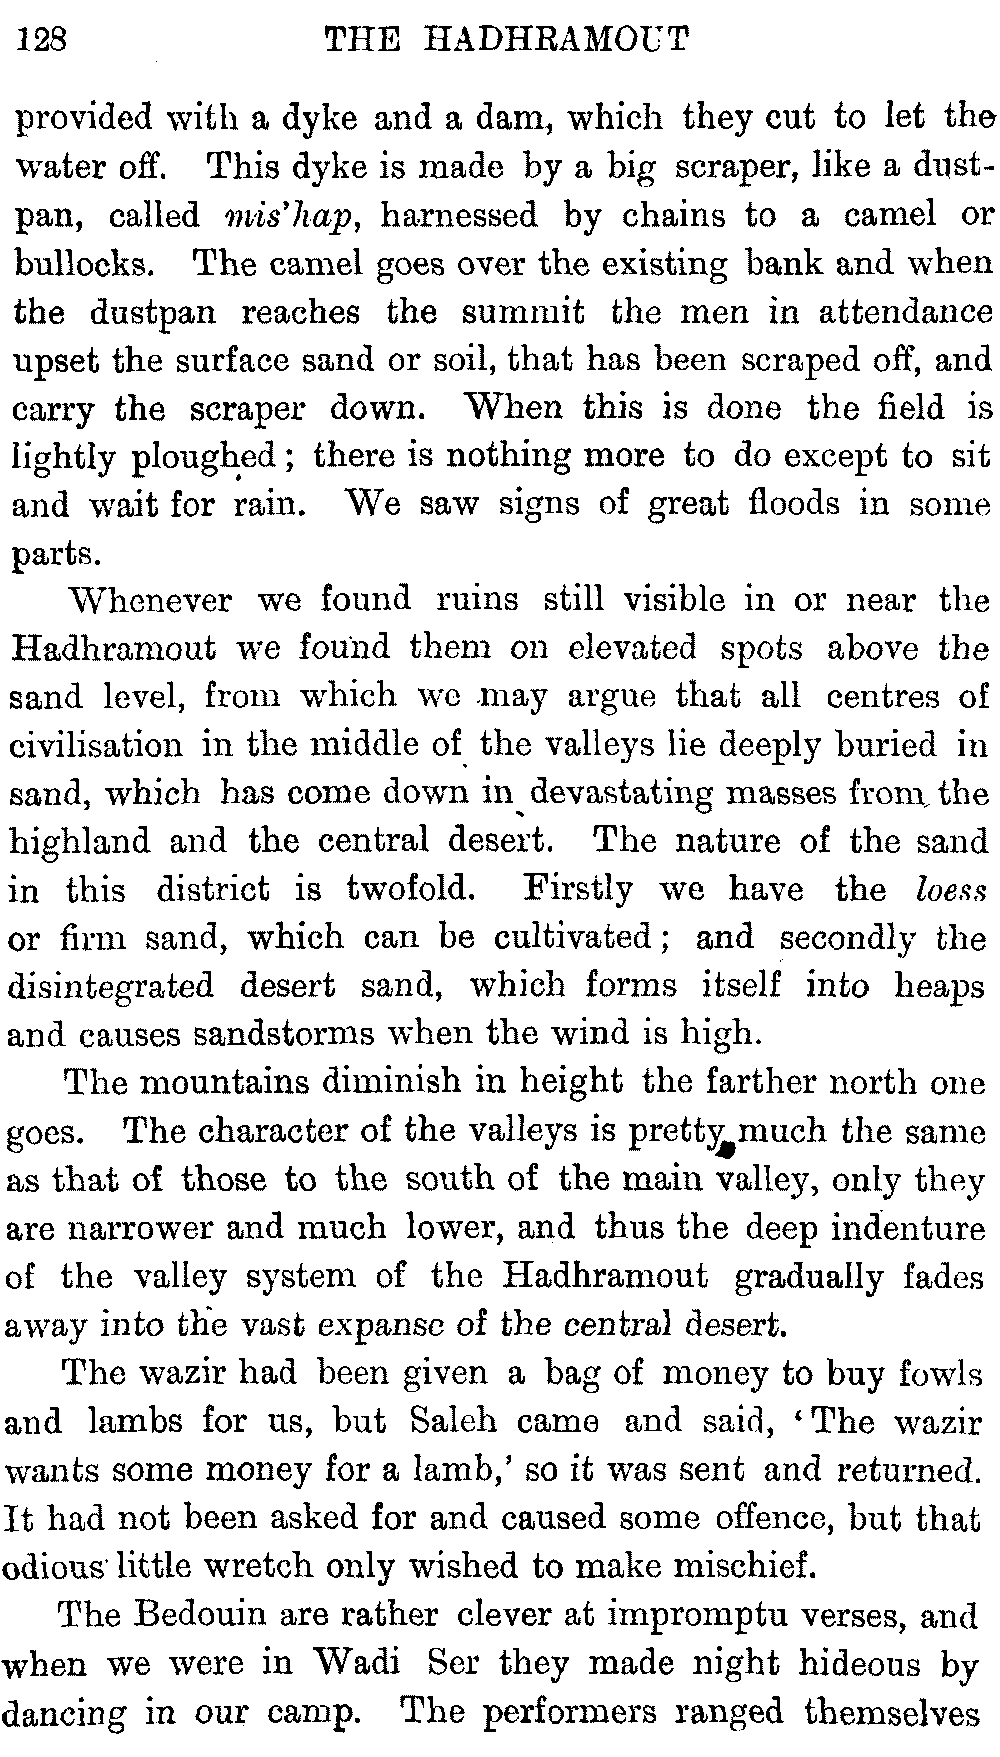 128 THE HADHRAMOUT
provided with a dyke and a dam, which they cut to let the
water off. This dyke is made by a big scraper, like a dust-
pan, called mis'hap, harnessed by chains to a camel or
bullocks. The camel goes over the existing bank and when
the dustpan reaches the summit the men in attendance
upset the surface sand or soil, that has been scraped off, and
carry the scraper down. When this is done the field is
lightly ploughed; there is nothing more to do except to sit
and wait for rain. We saw signs of great floods in some
parts.
Whenever we found ruins still visible in or near the
Hadhramout we found them on elevated spots above the
sand level, from which we may argue that all centres of
civilisation in the middle of the valleys lie deeply buried in
sand, which has come down in devastating masses from the
highland and the central desert. The nature of the sand
in this district is twofold. Firstly we have the loess
or firm sand, which can be cultivated; and secondly the
disintegrated desert sand, which forms itself into heaps
and causes sandstorms when the wind is high.
The mountains diminish in height the farther north one
goes. The character of the valleys is pretty much the same
as that of those to the south of the main valley, only they
are narrower and much lower, and thus the deep indenture
of the valley system of the Hadhramout gradually fades
away into the vast expanse of the central desert.
The wazir had been given a bag of money to buy fowls
and lambs for us, but Saleh came and said, 'The wazir
wants some money for a lamb,' so it was sent and returned.
It had not been asked for and caused some offence, but that
odious little wretch only wished to make mischief.
The Bedouin are rather clever at impromptu verses, and
when we were in Wadi Ser they made night hideous by
dancing in our camp. The performers ranged themselves